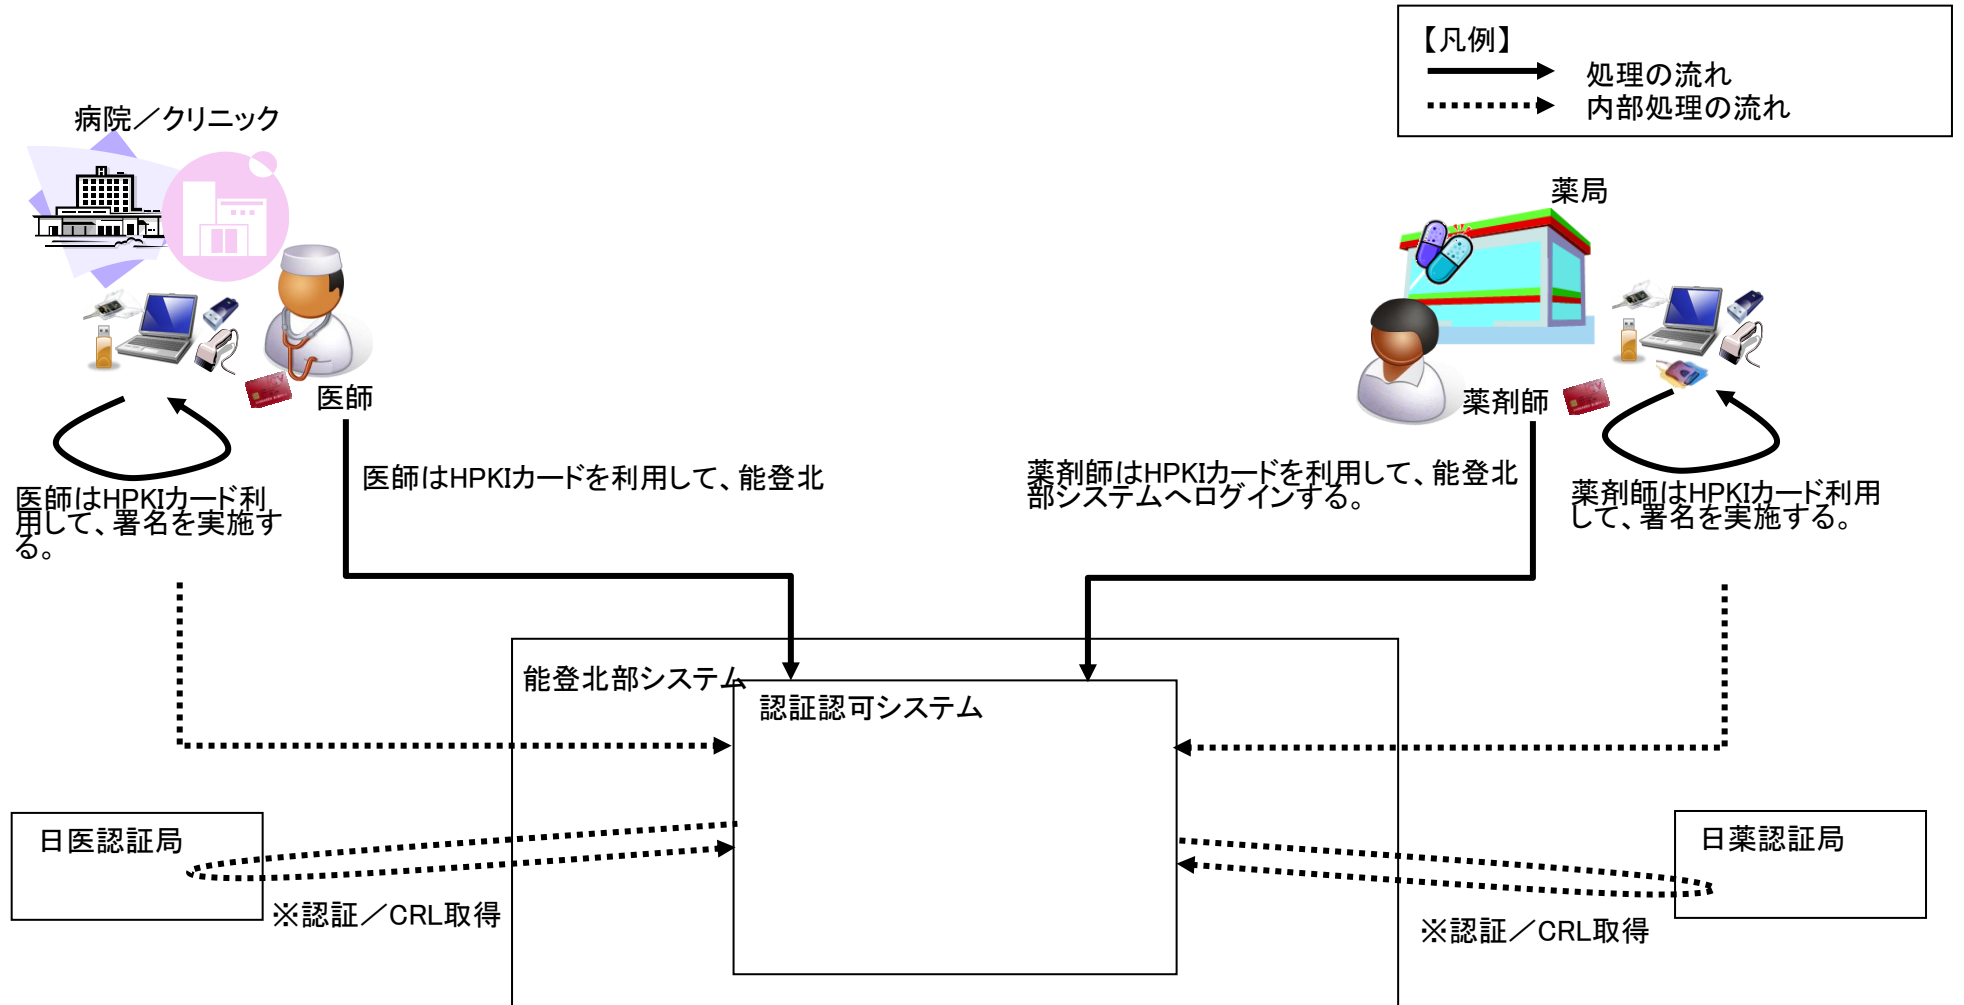 【凡例】
処理の流れ
内部処理の流れ
病院／クリニック
薬局
医師
薬剤師
医師はHPKIカードを利用して、能登北
薬剤師はHPKIカードを利用して、能登北
部システムへログインする。
医師はHPKIカード利
用して、署名を実施す
る。
薬剤師はHPKIカード利用
して、署名を実施する。
能登北部システム
認証認可システム
日医認証局
日薬認証局
※認証／CRL取得
※認証／CRL取得